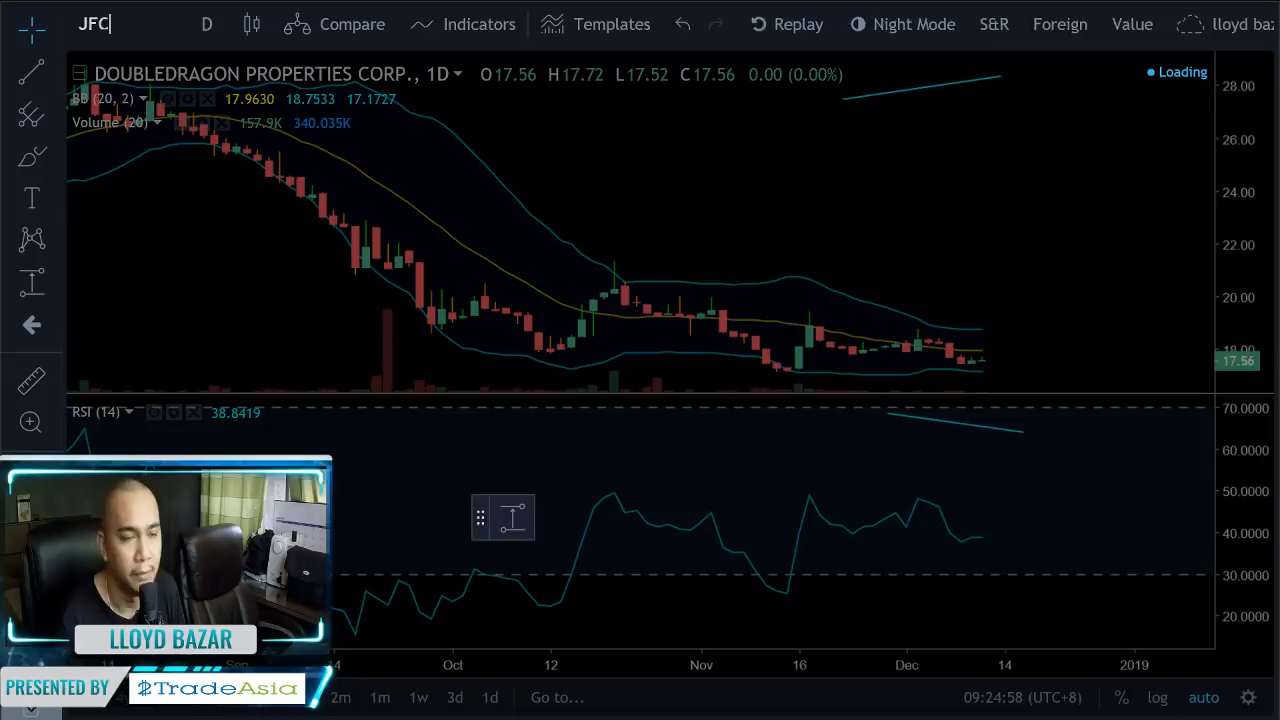 JFC D Compare Indicators Templates Replay Night Mode S&R Foreign Value lloyd baz
DOUBLEDRAGON PROPERTIES CORP., 1D O17.56 H17.72 L17.52 C17.56 0.00 (0.00%)
Loading
BB (20, 2) 17.9630 18.7533 17.1727
Volume (20) 157.9K 340.035K
28.00
26.00
24.00
22.00
20.00
18.00
17.56
RSI (14) 38.8419
70.0000
60.0000
50.0000
40.0000
30.0000
20.0000
LLOYD BAZAR
14 Oct 12 Nov 16 Dec 14 2019
PRESENTED BY TradeAsia
2m 1m 1w 3d 1d Go to... 09:24:58 (UTC+8) % log auto